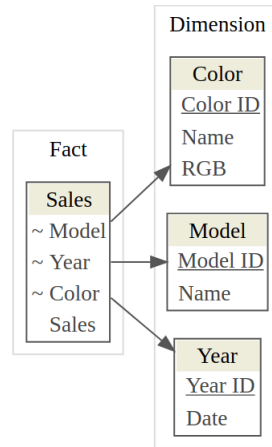 Dimension
Color
Color ID
Name
RGB
Fact
Sales
~ Model
~ Year
~ Color
Sales
Model
Model ID
Name
Year
Year ID
Date